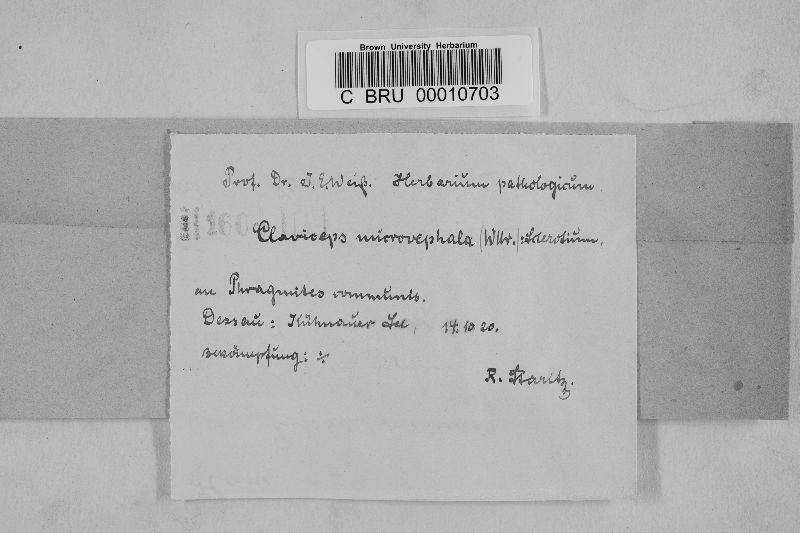 Brown University Herbarium
C BRU 00010703
Prof. Dr. J. E. Weiß. Herbarium pathologicum.
Claviceps microcephala (Wllr.): Sclerotium.
an Phragmites communis.
Dessau: Kühnauer See, 14.10 20.
Bekämpfung: ÷
R. Staritz.